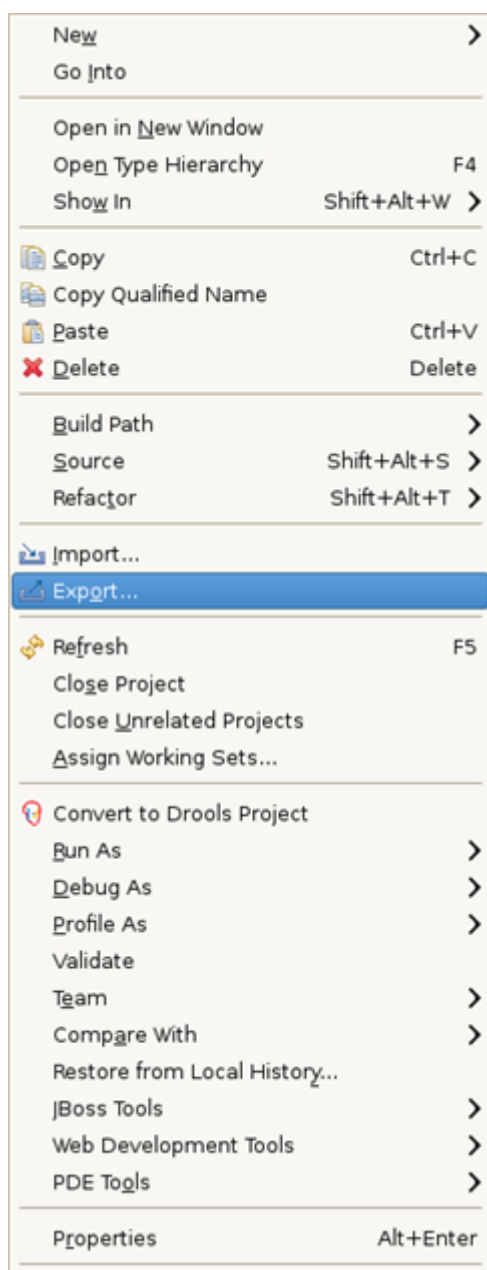 New
Go Into
Open in New Window
Open Type Hierarchy F4
Show In Shift+Alt+W
Copy Ctrl+C
Copy Qualified Name
Paste Ctrl+V
Delete Delete
Build Path
Source Shift+Alt+S
Refactor Shift+Alt+T
Import...
Export...
Refresh F5
Close Project
Close Unrelated Projects
Assign Working Sets...
Convert to Drools Project
Run As
Debug As
Profile As
Validate
Team
Compare With
Restore from Local History...
JBoss Tools
Web Development Tools
PDE Tools
Properties Alt+Enter